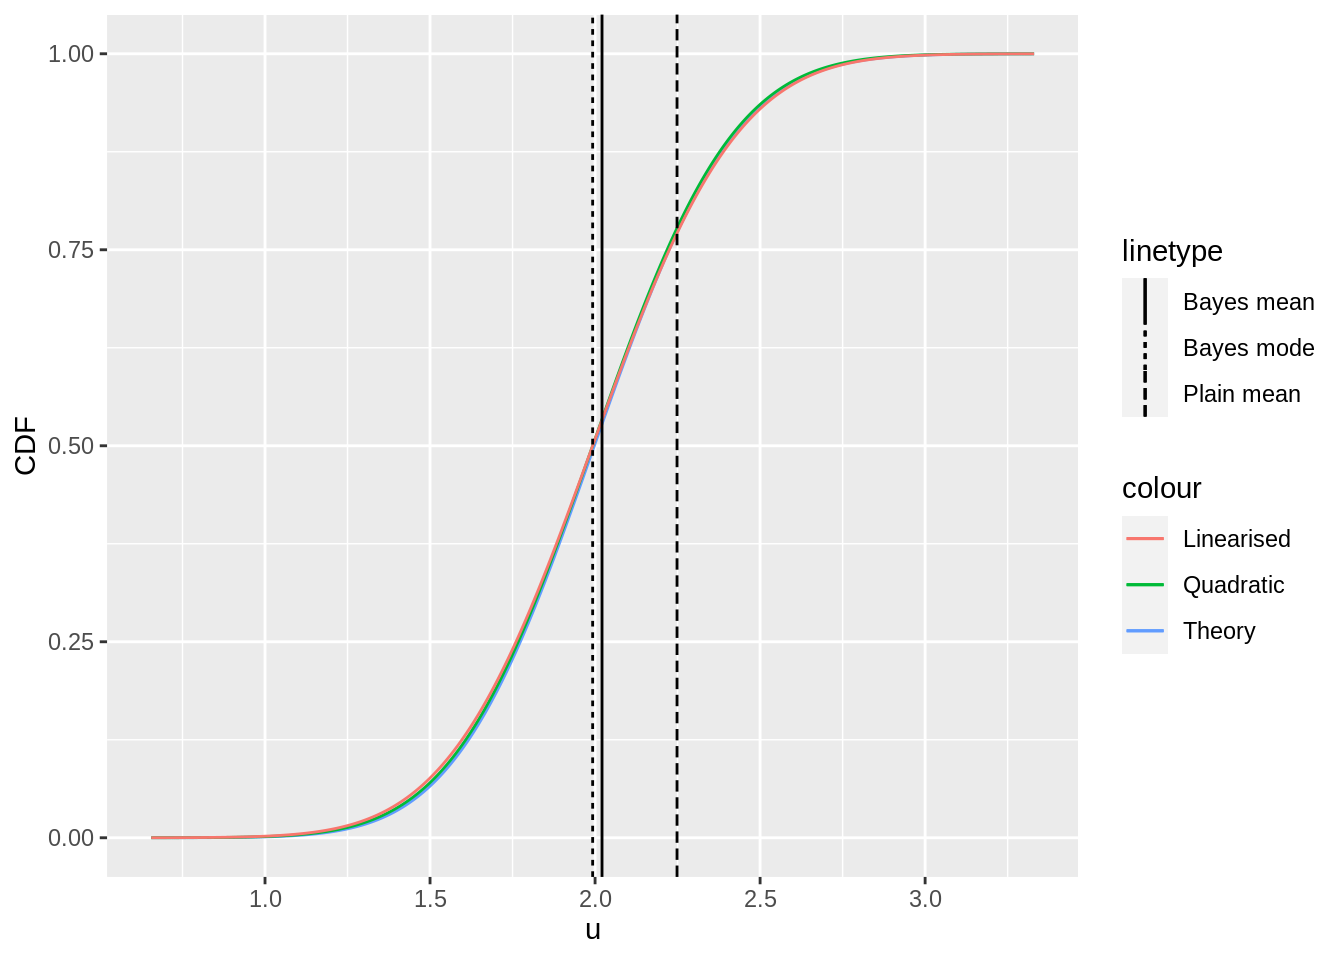 1.00
0.75
0.50
0.25
0.00
CDF
1.0 1.5 2.0 2.5 3.0
u
linetype
Bayes mean
Bayes mode
Plain mean
colour
Linearised
Quadratic
Theory